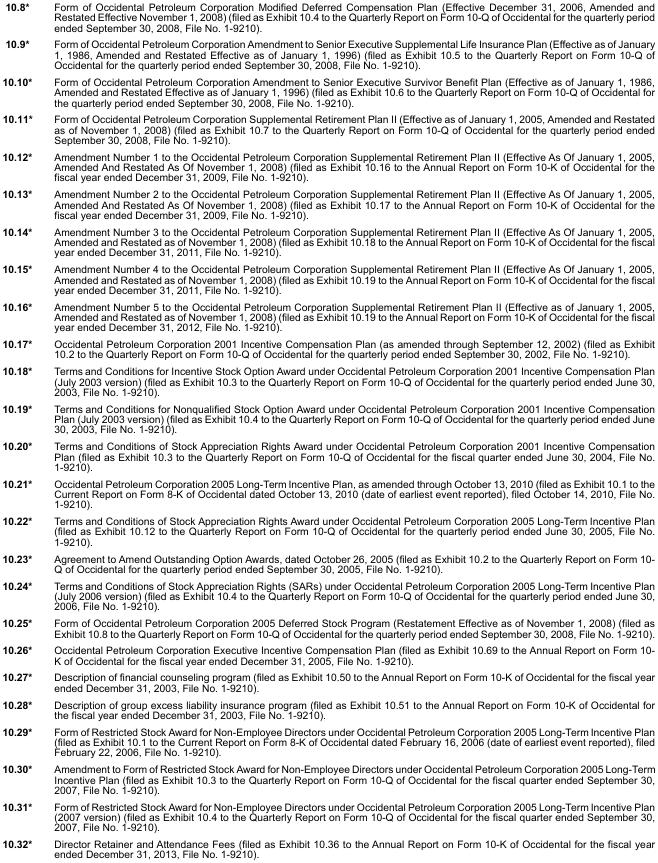 10.8* Form of Occidental Petroleum Corporation Modified Deferred Compensation Plan (Effective December 31, 2006, Amended and
Restated Effective November 1, 2008) (filed as Exhibit 10.4 to the Quarterly Report on Form 10-Q of Occidental for the quarterly period
ended September 30, 2008, File No. 1-9210).
10.9* Form of Occidental Petroleum Corporation Amendment to Senior Executive Supplemental Life Insurance Plan (Effective as of January
1, 1986, Amended and Restated Effective as of January 1, 1996) (filed as Exhibit 10.5 to the Quarterly Report on Form 10-Q of
Occidental for the quarterly period ended September 30, 2008, File No. 1-9210).
10.10* Form of Occidental Petroleum Corporation Amendment to Senior Executive Survivor Benefit Plan (Effective as of January 1, 1986,
Amended and Restated Effective as of January 1, 1996) (filed as Exhibit 10.6 to the Quarterly Report on Form 10-Q of Occidental for
the quarterly period ended September 30, 2008, File No. 1-9210).
10.11* Form of Occidental Petroleum Corporation Supplemental Retirement Plan II (Effective as of January 1, 2005, Amended and Restated
as of November 1, 2008) (filed as Exhibit 10.7 to the Quarterly Report on Form 10-Q of Occidental for the quarterly period ended
September 30, 2008, File No. 1-9210).
10.12* Amendment Number 1 to the Occidental Petroleum Corporation Supplemental Retirement Plan II (Effective As Of January 1, 2005,
Amended And Restated As Of November 1, 2008) (filed as Exhibit 10.16 to the Annual Report on Form 10-K of Occidental for the
fiscal year ended December 31, 2009, File No. 1-9210).
10.13* Amendment Number 2 to the Occidental Petroleum Corporation Supplemental Retirement Plan II (Effective As Of January 1, 2005,
Amended And Restated As Of November 1, 2008) (filed as Exhibit 10.17 to the Annual Report on Form 10-K of Occidental for the
fiscal year ended December 31, 2009, File No. 1-9210).
10.14* Amendment Number 3 to the Occidental Petroleum Corporation Supplemental Retirement Plan II (Effective as of January 1, 2005,
Amended and Restated as of November 1, 2008) (filed as Exhibit 10.18 to the Annual Report on Form 10-K of Occidental for the fiscal
year ended December 31, 2011, File No. 1-9210).
10.15* Amendment Number 4 to the Occidental Petroleum Corporation Supplemental Retirement Plan II (Effective as of January 1, 2005,
Amended and Restated as of November 1, 2008) (filed as Exhibit 10.19 to the Annual Report on Form 10-K of Occidental for the fiscal
year ended December 31, 2011, File No. 1-9210).
10.16* Amendment Number 5 to the Occidental Petroleum Corporation Supplemental Retirement Plan II (Effective as of January 1, 2005,
Amended and Restated as of November 1, 2008) (filed as Exhibit 10.19 to the Annual Report on Form 10-K of Occidental for the fiscal
year ended December 31, 2012, File No. 1-9210).
10.17* Occidental Petroleum Corporation 2001 Incentive Compensation Plan (as amended through September 12, 2002) (filed as Exhibit
10.2 to the Quarterly Report on Form 10-Q of Occidental for the quarterly period ended September 30, 2002, File No. 1-9210).
10.18* Terms and Conditions for Incentive Stock Option Award under Occidental Petroleum Corporation 2001 Incentive Compensation Plan
(July 2003 version) (filed as Exhibit 10.3 to the Quarterly Report on Form 10-Q of Occidental for the quarterly period ended June 30,
2003, File No. 1-9210).
10.19* Terms and Conditions for Nonqualified Stock Option Award under Occidental Petroleum Corporation 2001 Incentive Compensation
Plan (July 2003 version) (filed as Exhibit 10.4 to the Quarterly Report on Form 10-Q of Occidental for the quarterly period ended June
30, 2003, File No. 1-9210).
10.20* Terms and Conditions of Stock Appreciation Rights Award under Occidental Petroleum Corporation 2001 Incentive Compensation
Plan (filed as Exhibit 10.3 to the Quarterly Report on Form 10-Q of Occidental for the fiscal quarter ended June 30, 2004, File No.
1-9210).
10.21* Occidental Petroleum Corporation 2005 Long-Term Incentive Plan, as amended through October 13, 2010 (filed as Exhibit 10.1 to the
Current Report on Form 8-K of Occidental dated October 13, 2010 (date of earliest event reported), filed October 14, 2010, File No.
1-9210).
10.22* Terms and Conditions of Stock Appreciation Rights Award under Occidental Petroleum Corporation 2005 Long-Term Incentive Plan
(filed as Exhibit 10.12 to the Quarterly Report on Form 10-Q of Occidental for the quarterly period ended June 30, 2005, File No.
1-9210).
10.23* Agreement to Amend Outstanding Option Awards, dated October 26, 2005 (filed as Exhibit 10.2 to the Quarterly Report on Form 10-
Q of Occidental for the quarterly period ended September 30, 2005, File No. 1-9210).
10.24* Terms and Conditions of Stock Appreciation Rights (SARs) under Occidental Petroleum Corporation 2005 Long-Term Incentive Plan
(July 2006 version) (filed as Exhibit 10.4 to the Quarterly Report on Form 10-Q of Occidental for the quarterly period ended June 30,
2006, File No. 1-9210).
10.25* Form of Occidental Petroleum Corporation 2005 Deferred Stock Program (Restatement Effective as of November 1, 2008) (filed as
Exhibit 10.8 to the Quarterly Report on Form 10-Q of Occidental for the quarterly period ended September 30, 2008, File No. 1-9210).
10.26* Occidental Petroleum Corporation Executive Incentive Compensation Plan (filed as Exhibit 10.69 to the Annual Report on Form 10-
K of Occidental for the fiscal year ended December 31, 2005, File No. 1-9210).
10.27* Description of financial counseling program (filed as Exhibit 10.50 to the Annual Report on Form 10-K of Occidental for the fiscal year
ended December 31, 2003, File No. 1-9210).
10.28* Description of group excess liability insurance program (filed as Exhibit 10.51 to the Annual Report on Form 10-K of Occidental for
the fiscal year ended December 31, 2003, File No. 1-9210).
10.29* Form of Restricted Stock Award for Non-Employee Directors under Occidental Petroleum Corporation 2005 Long-Term Incentive Plan
(filed as Exhibit 10.1 to the Current Report on Form 8-K of Occidental dated February 16, 2006 (date of earliest event reported), filed
February 22, 2006, File No. 1-9210).
10.30* Amendment to Form of Restricted Stock Award for Non-Employee Directors under Occidental Petroleum Corporation 2005 Long-Term
Incentive Plan (filed as Exhibit 10.3 to the Quarterly Report on Form 10-Q of Occidental for the quarterly period ended September 30,
2007, File No. 1-9210).
10.31* Form of Restricted Stock Award for Non-Employee Directors under Occidental Petroleum Corporation 2005 Long-Term Incentive Plan
(2007 version) (filed as Exhibit 10.4 to the Quarterly Report on Form 10-Q of Occidental for the quarterly period ended September 30,
2007, File No. 1-9210).
10.32* Director Retainer and Attendance Fees (filed as Exhibit 10.36 to the Annual Report on Form 10-K of Occidental for the fiscal year
ended December 31, 2013, File No. 1-9210).